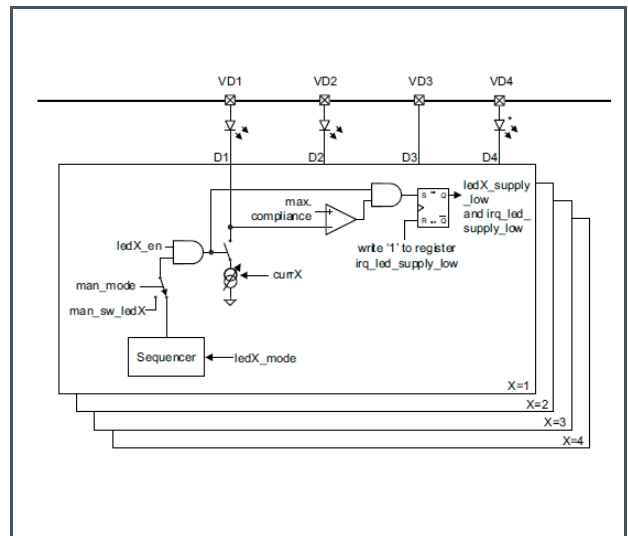 VD1 VD2 VD3 VD4
*
D1 D2 D3 D4
max.
compliance
+
−
S Q
R Q
ledX_supply
_low
and irq_led_
supply_low
write '1' to register
irq_led_supply_low
ledX_en
man_mode
man_sw_ledX
currX
Sequencer
ledX_mode
X=1
X=2
X=3
X=4